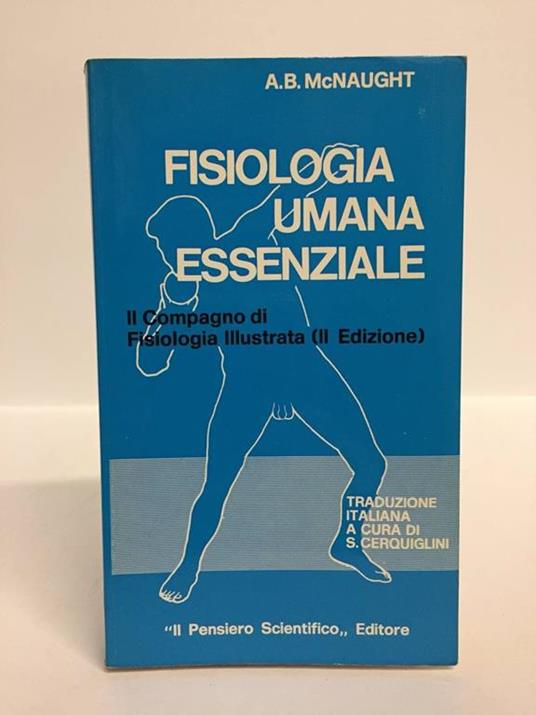 A.B. McNAUGHT
FISIOLOGIA
UMANA
ESSENZIALE
Il Compagno di
Fisiologia Illustrata (II Edizione)
TRADUZIONE
ITALIANA
A CURA DI
S. CERQUIGLINI
“Il Pensiero Scientifico„ Editore